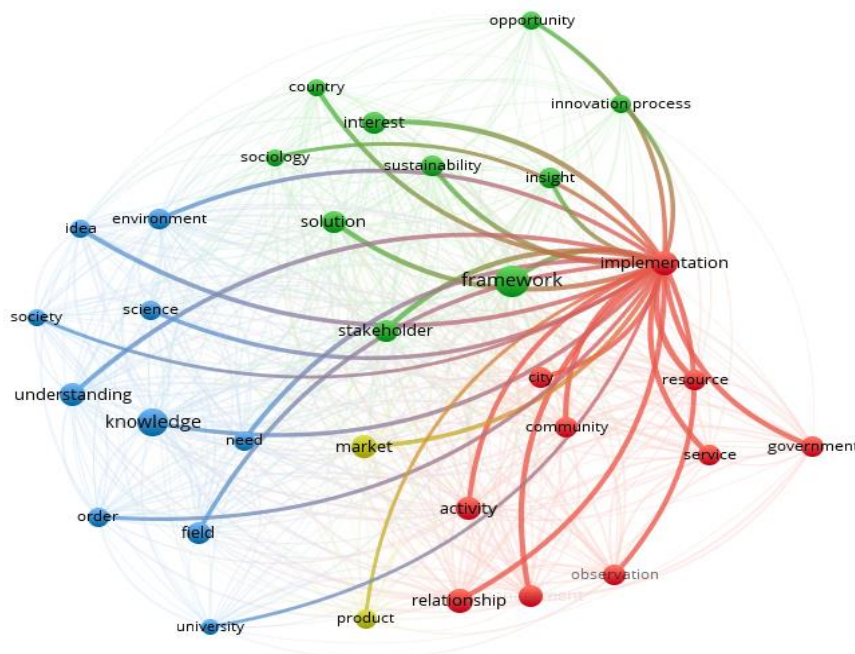 opportunity
country
innovation process
interest
sociology
sustainability
insight
environment
solution
idea
implementation
framework
science
society
stakeholder
city
resource
understanding
knowledge
community
need
market
government
service
activity
order
field
observation
relationship
product
university